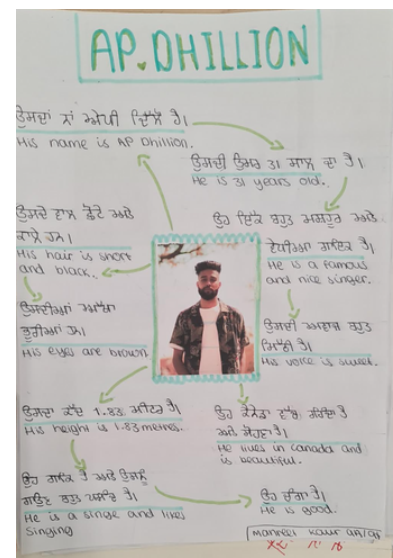 AP. DHILLION
ਉਸਦਾ ਨਾਂ ਐਪੀ ਢਿੱਲੋਂ ਹੈ।
His name is AP Dhillion.
ਉਸਦੀ ਉਮਰ 31 ਸਾਲ ਦਾ ਹੈ।
He is 31 years old.
ਉਹ ਇੱਕ ਬਹੁਤ ਮਸ਼ਹੂਰ ਅਤੇ
ਗਾਇਕ ਹੈ।
He is a famous
and nice singer.
ਉਸਦੀ ਅਵਾਜ਼ ਬਹੁਤ
ਮਿੱਠੀ ਹੈ।
His voice is sweet.
ਉਹ ਕੈਨੇਡਾ ਵਿੱਚ ਰਹਿੰਦਾ ਹੈ
ਅਤੇ ਸੋਹਣਾ ਹੈ।
He lives in Canada and
is beautiful.
ਉਹ ਚੰਗਾ ਹੈ।
He is good.
ਉਸਦੇ ਵਾਲ ਛੋਟੇ ਅਤੇ
ਕਾਲੇ ਹਨ।
His hair is short
and black.
ਉਸਦੀਆਂ ਅੱਖਾਂ
ਭੂਰੀਆਂ ਹਨ।
His eyes are brown
ਉਸਦਾ ਕੱਦ 1.83 ਮੀਟਰ ਹੈ।
His height is 1.83 metres.
ਉਹ ਗਾਇਕ ਹੈ ਅਤੇ ਉਸਨੂੰ
ਗਾਉਣ ਬਹੁਤ ਪਸੰਦ ਹੈ।
He is a singe and lives
singing
Kaur